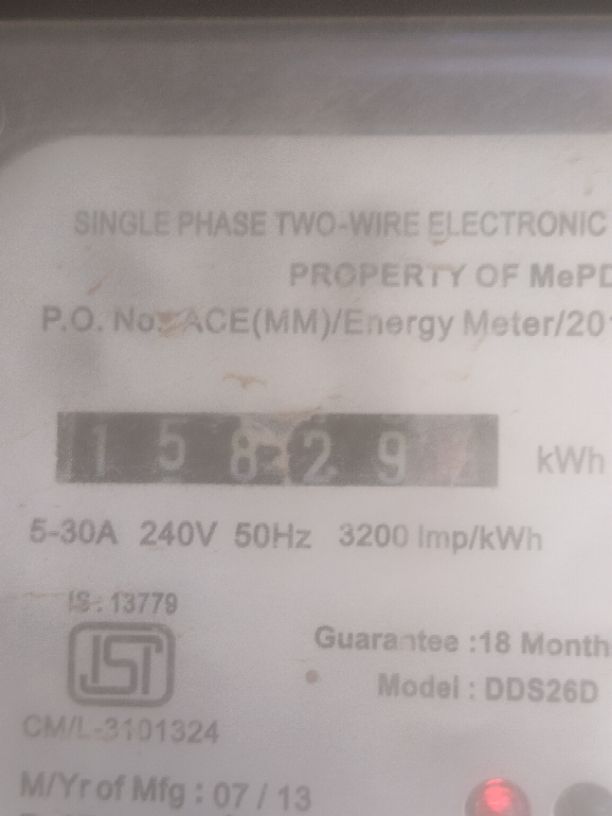 SINGLE PHASE TWO-WIRE ELECTRONIC
PROPERTY OF MePD
P.O. No: ACE(MM)/Energy Meter/201
1 5 8 2 9
kWh
5-30A 240V 50Hz 3200 Imp/kWh
IS : 13779
ISI
CM/L-3101324
Guarantee :18 Month
Model : DDS26D
M/Yr of Mfg : 07 / 13